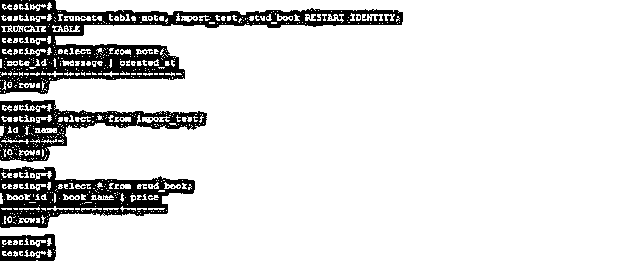 testing=#
testing=# Truncate table note, import_test, stud_book RESTART IDENTITY;
TRUNCATE TABLE
testing=#
testing=# select * from note;
note_id | message | created_at
---------+---------+------------
(0 rows)
testing=#
testing=# select * from import_test;
id | name
----+------
(0 rows)
testing=#
testing=# select * from stud_book;
book_id | book_name | price
---------+-----------+-------
(0 rows)
testing=#
testing=#